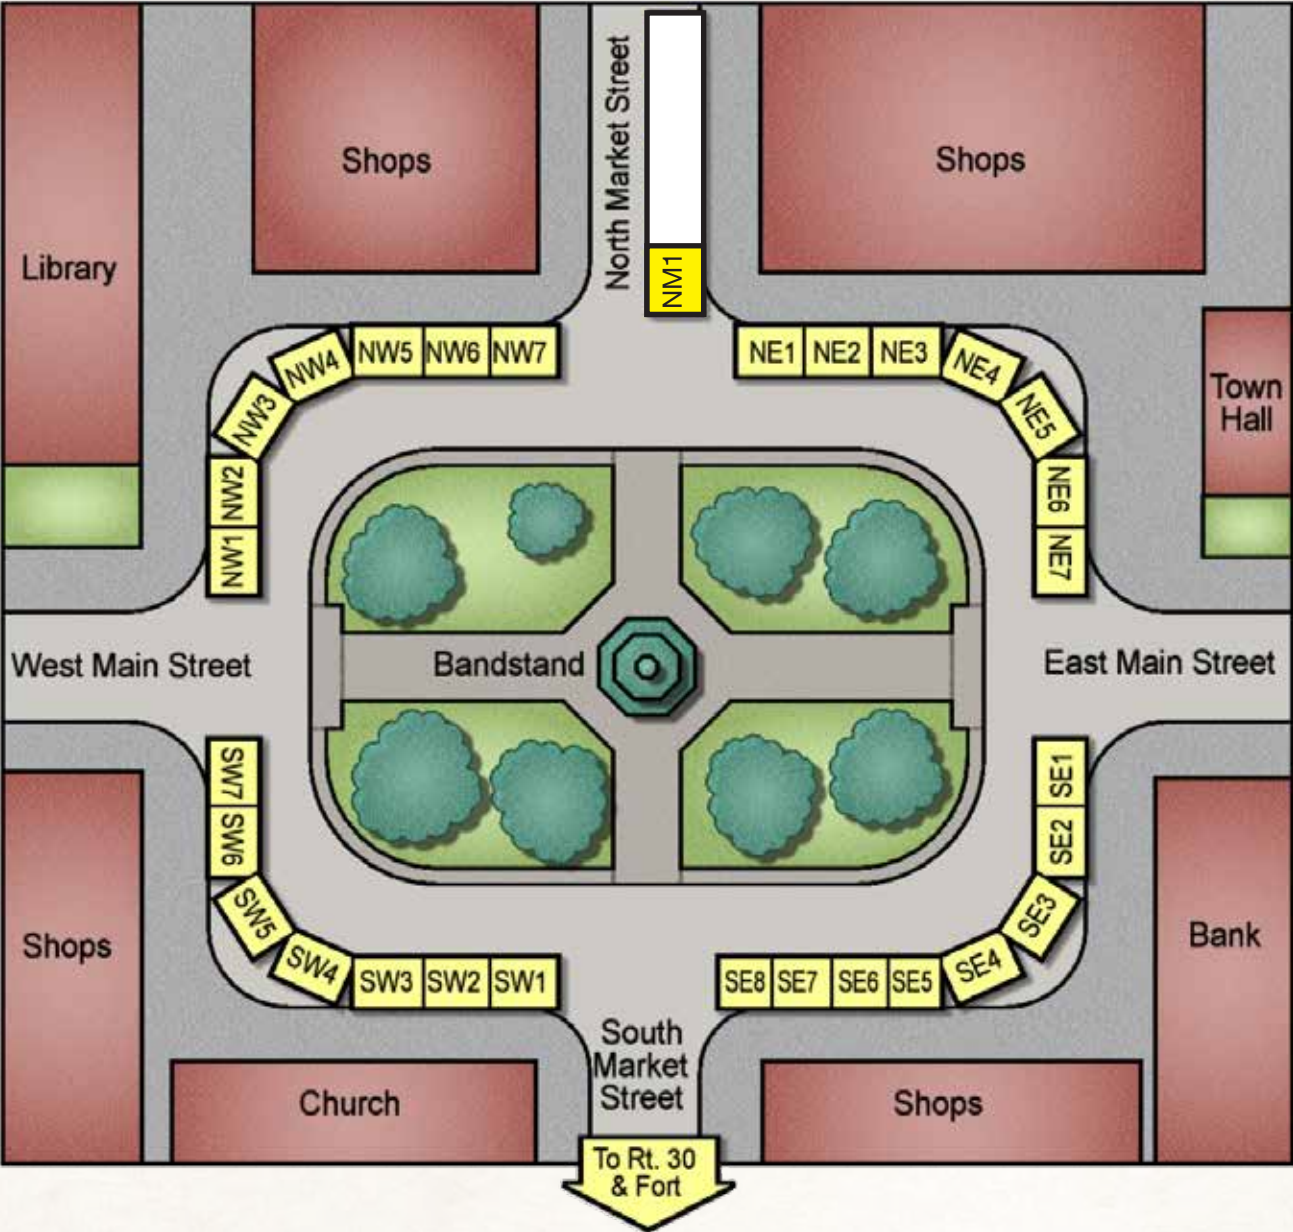 North Market Street
NM1
Shops
Shops
Library
Town
Hall
NW4
NW5
NW6
NW7
NE1
NE2
NE3
NE4
NW3
NE5
NW2
NE6
NW1
NE7
West Main Street
Bandstand
East Main Street
SW7
SE1
SW6
SE2
SW5
SE3
SW4
SW3
SW2
SW1
SE8
SE7
SE6
SE5
SE4
Shops
Bank
South
Market
Street
Church
Shops
To Rt. 30
& Fort